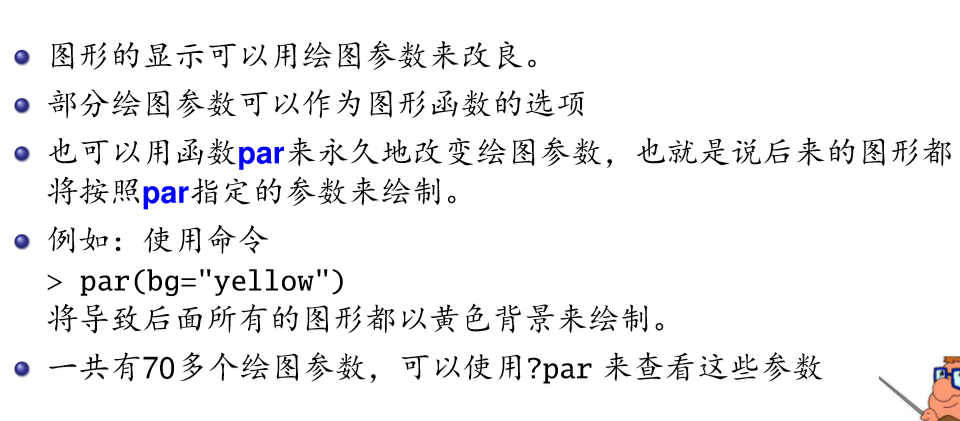 图形的显示可以用绘图参数来改良。
部分绘图参数可以作为图形函数的选项
也可以用函数par来永久地改变绘图参数，也就是说后来的图形都
将按照par指定的参数来绘制。
例如：使用命令
> par(bg="yellow")
将导致后面所有的图形都以黄色背景来绘制。
一共有70多个绘图参数，可以使用?par 来查看这些参数